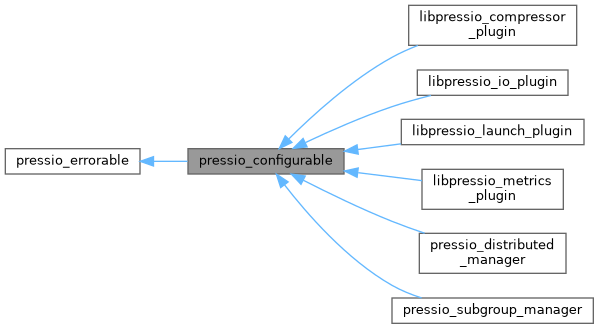 pressio_errorable
pressio_configurable
libpressio_compressor
_plugin
libpressio_io_plugin
libpressio_launch_plugin
libpressio_metrics
_plugin
pressio_distributed
_manager
pressio_subgroup_manager